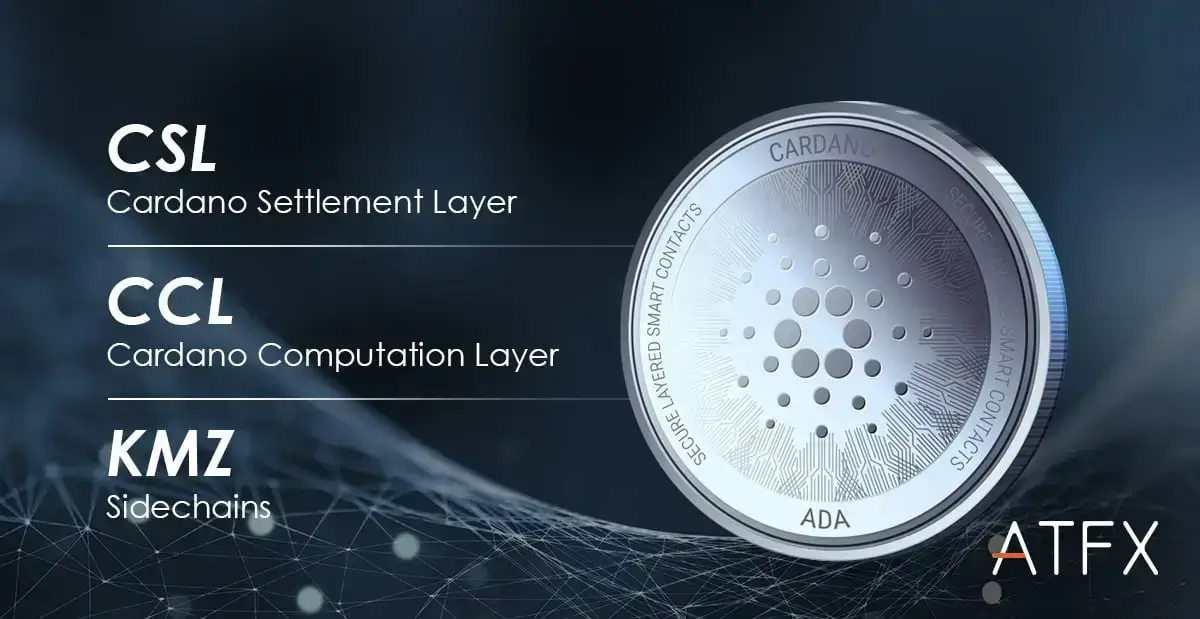 CSL
Cardano Settlement Layer
CCL
Cardano Computation Layer
KMZ
Sidechains
CARDANO
SECURE LAYERED SMART CONTACTS
SECURE
SMART CONTACTS
ADA
ATFX